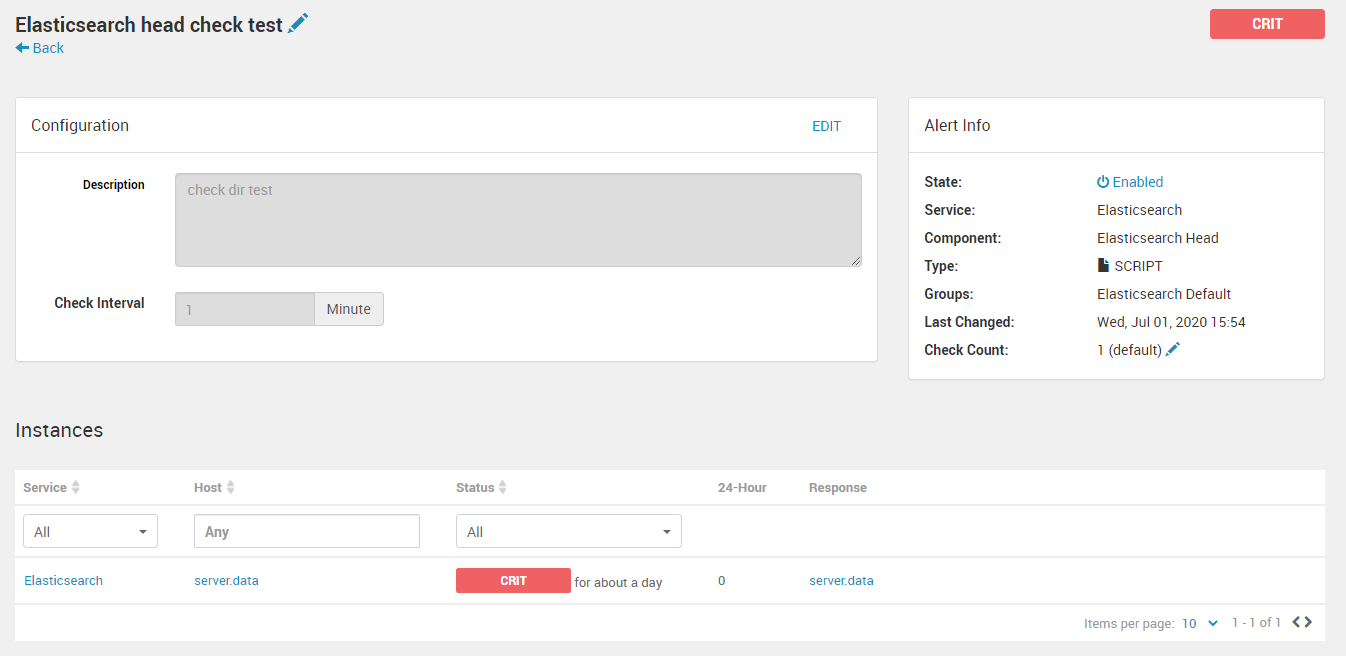 Elasticsearch head check test
CRIT
Back
Configuration
EDIT
Description
check dir test
Check Interval
1
Minute
Alert Info
State: Enabled
Service: Elasticsearch
Component: Elasticsearch Head
Type: SCRIPT
Groups: Elasticsearch Default
Last Changed: Wed, Jul 01, 2020 15:54
Check Count: 1 (default)
Instances
Service Host Status 24-Hour Response
All Any All
Elasticsearch server.data CRIT for about a day 0 server.data
Items per page: 10 1 - 1 of 1